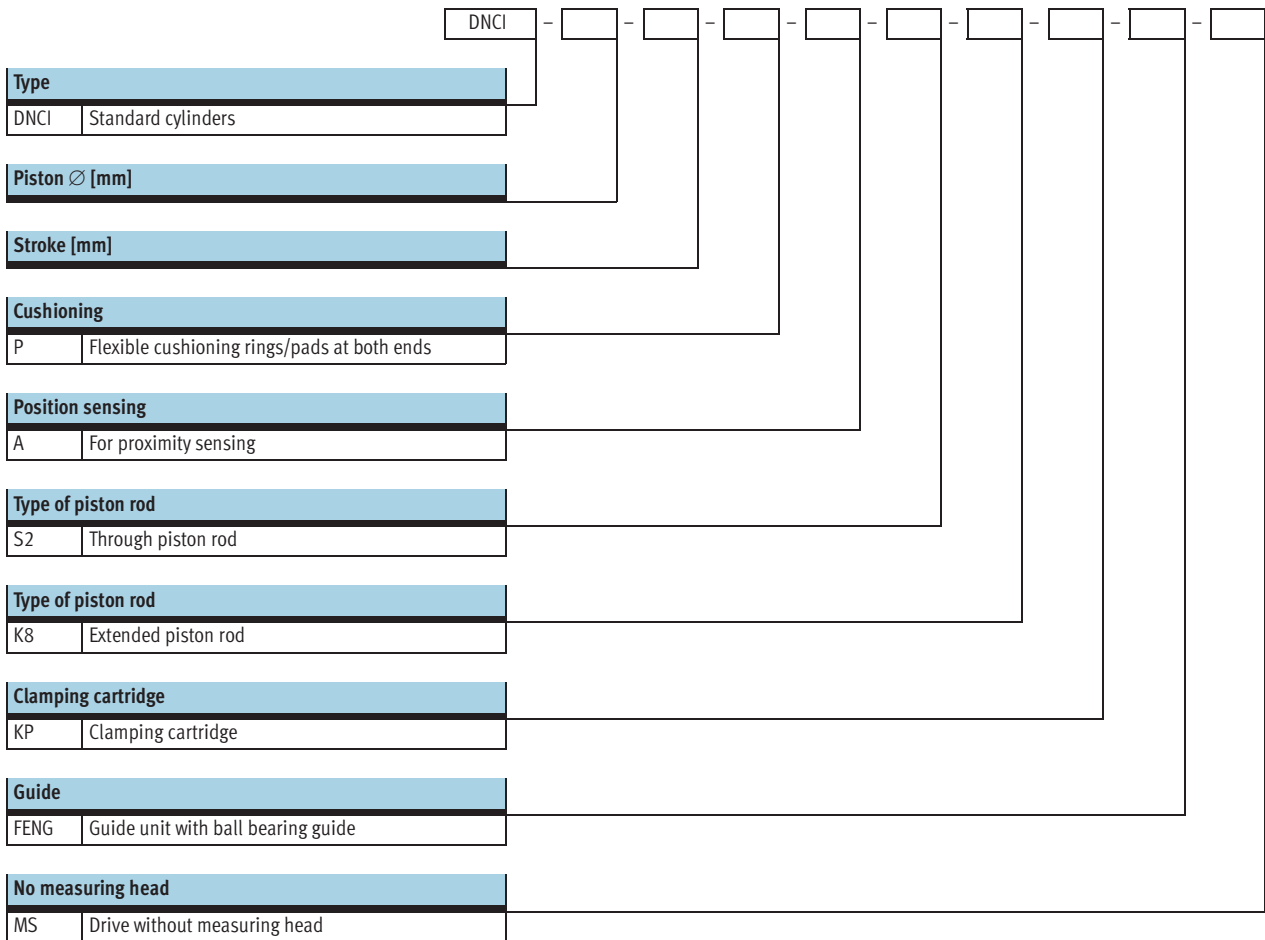 DNCI – – – – – – – – –
Type
DNCI Standard cylinders
Piston ∅ [mm]
Stroke [mm]
Cushioning
P Flexible cushioning rings/pads at both ends
Position sensing
A For proximity sensing
Type of piston rod
S2 Through piston rod
Type of piston rod
K8 Extended piston rod
Clamping cartridge
KP Clamping cartridge
Guide
FENG Guide unit with ball bearing guide
No measuring head
MS Drive without measuring head